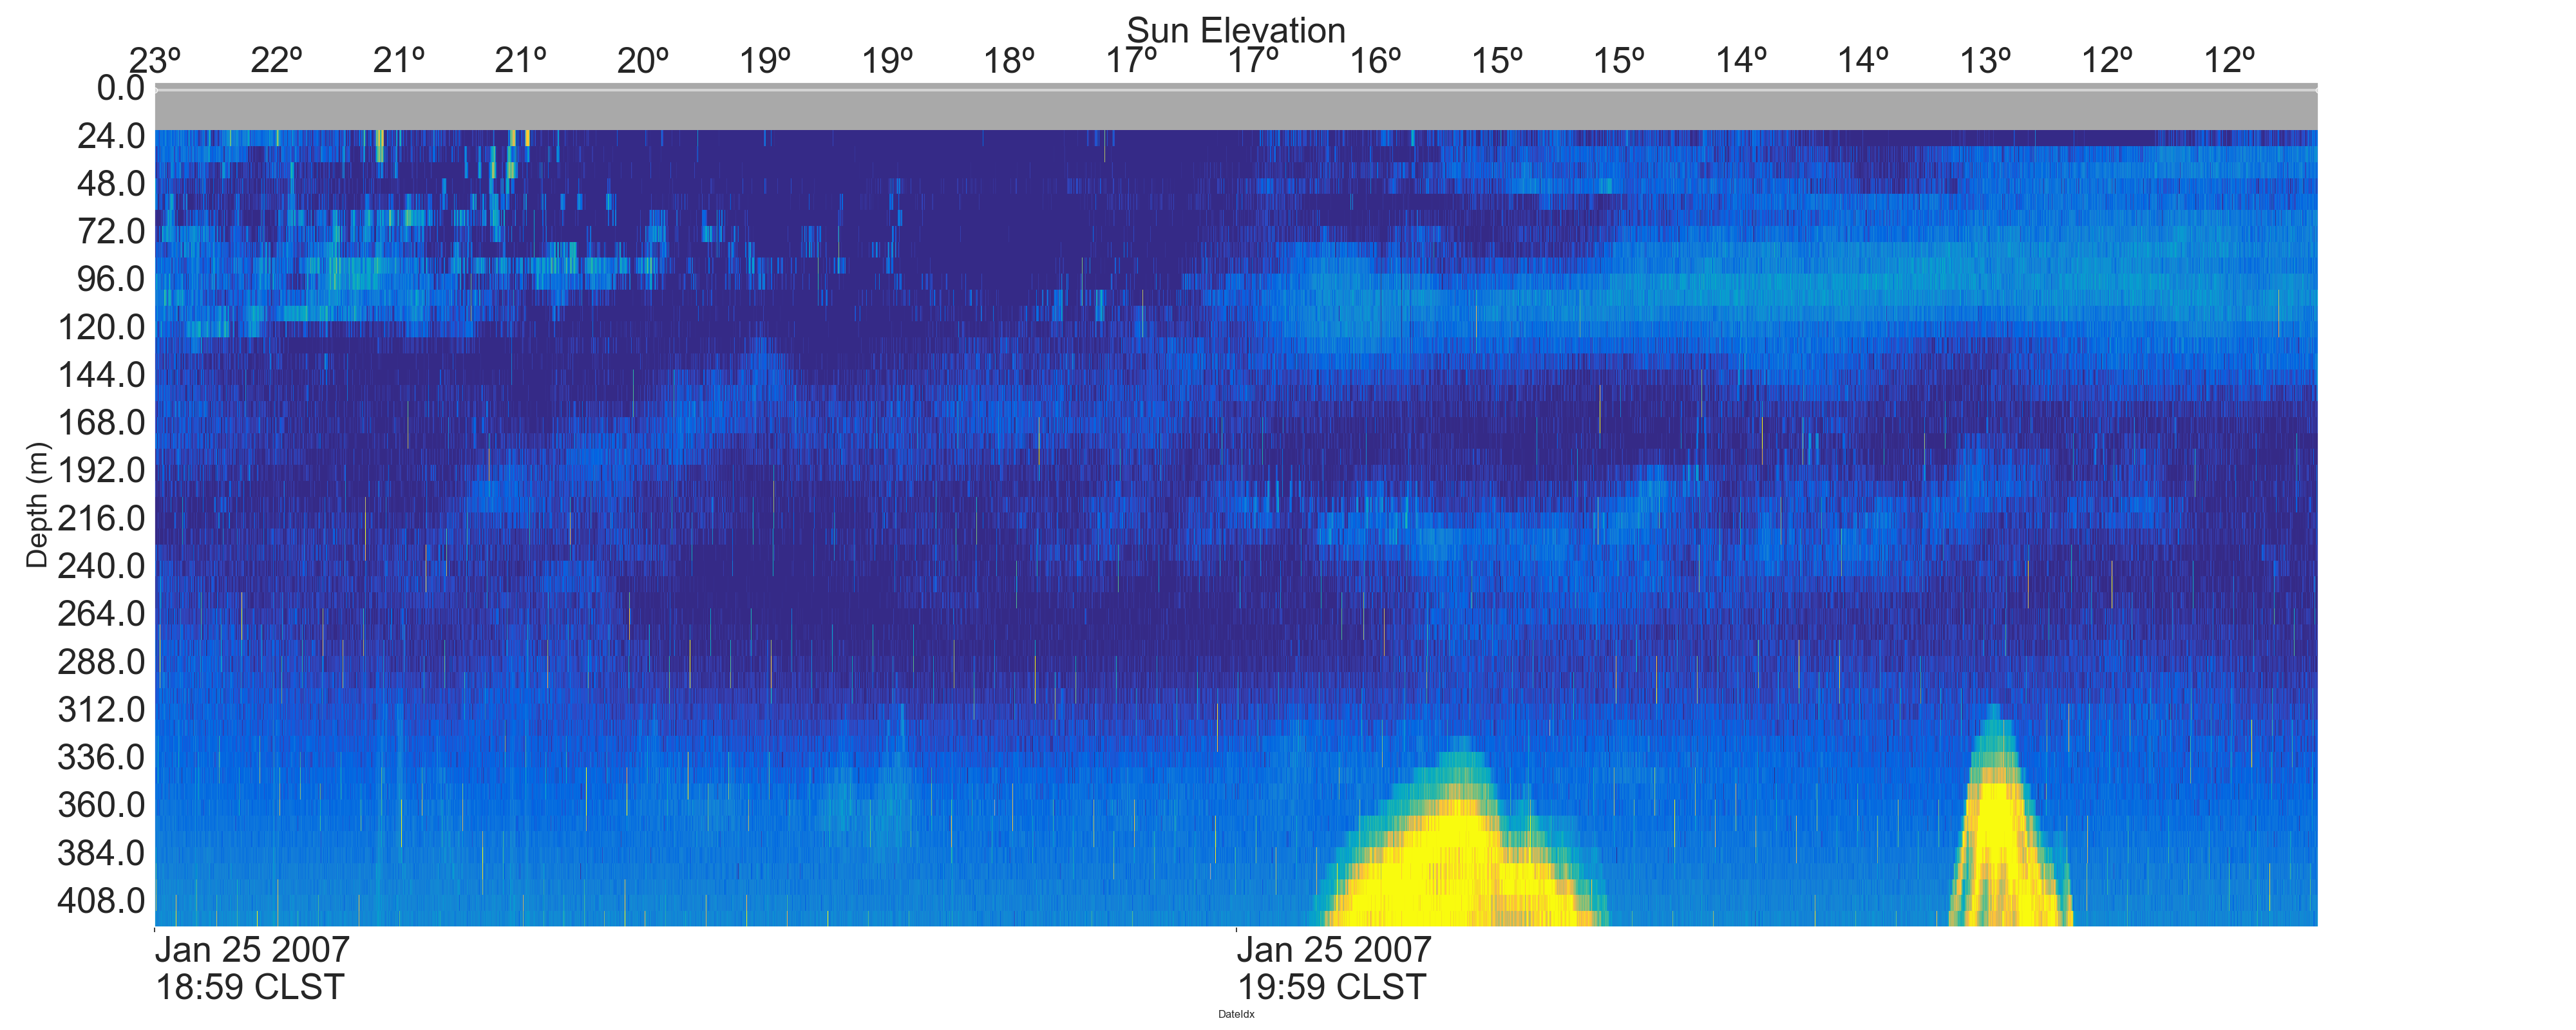 Sun Elevation
23º 22º 21º 21º 20º 19º 19º 18º 17º 17º 16º 15º 15º 14º 14º 13º 12º 12º
0.0
24.0
48.0
72.0
96.0
120.0
144.0
168.0
192.0
216.0
240.0
264.0
288.0
312.0
336.0
360.0
384.0
408.0
Depth (m)
Jan 25 2007
18:59 CLST
Jan 25 2007
19:59 CLST
DateIdx